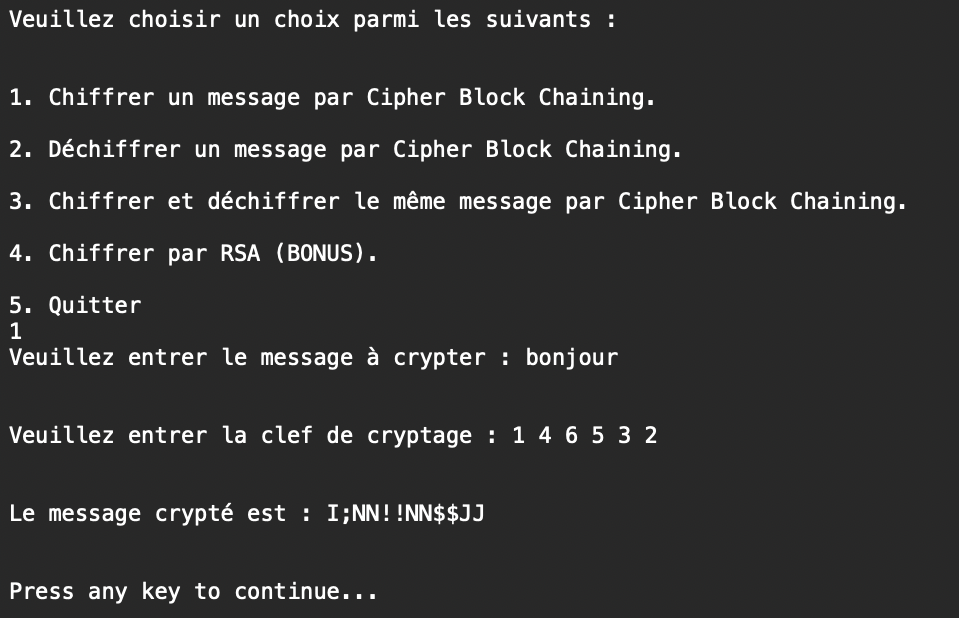 Veuillez choisir un choix parmi les suivants :
1. Chiffrer un message par Cipher Block Chaining.
2. Déchiffrer un message par Cipher Block Chaining.
3. Chiffrer et déchiffrer le même message par Cipher Block Chaining.
4. Chiffrer par RSA (BONUS).
5. Quitter
1
Veuillez entrer le message à crypter : bonjour
Veuillez entrer la clef de cryptage : 1 4 6 5 3 2
Le message crypté est : I;NN!!NN$$JJ
Press any key to continue...